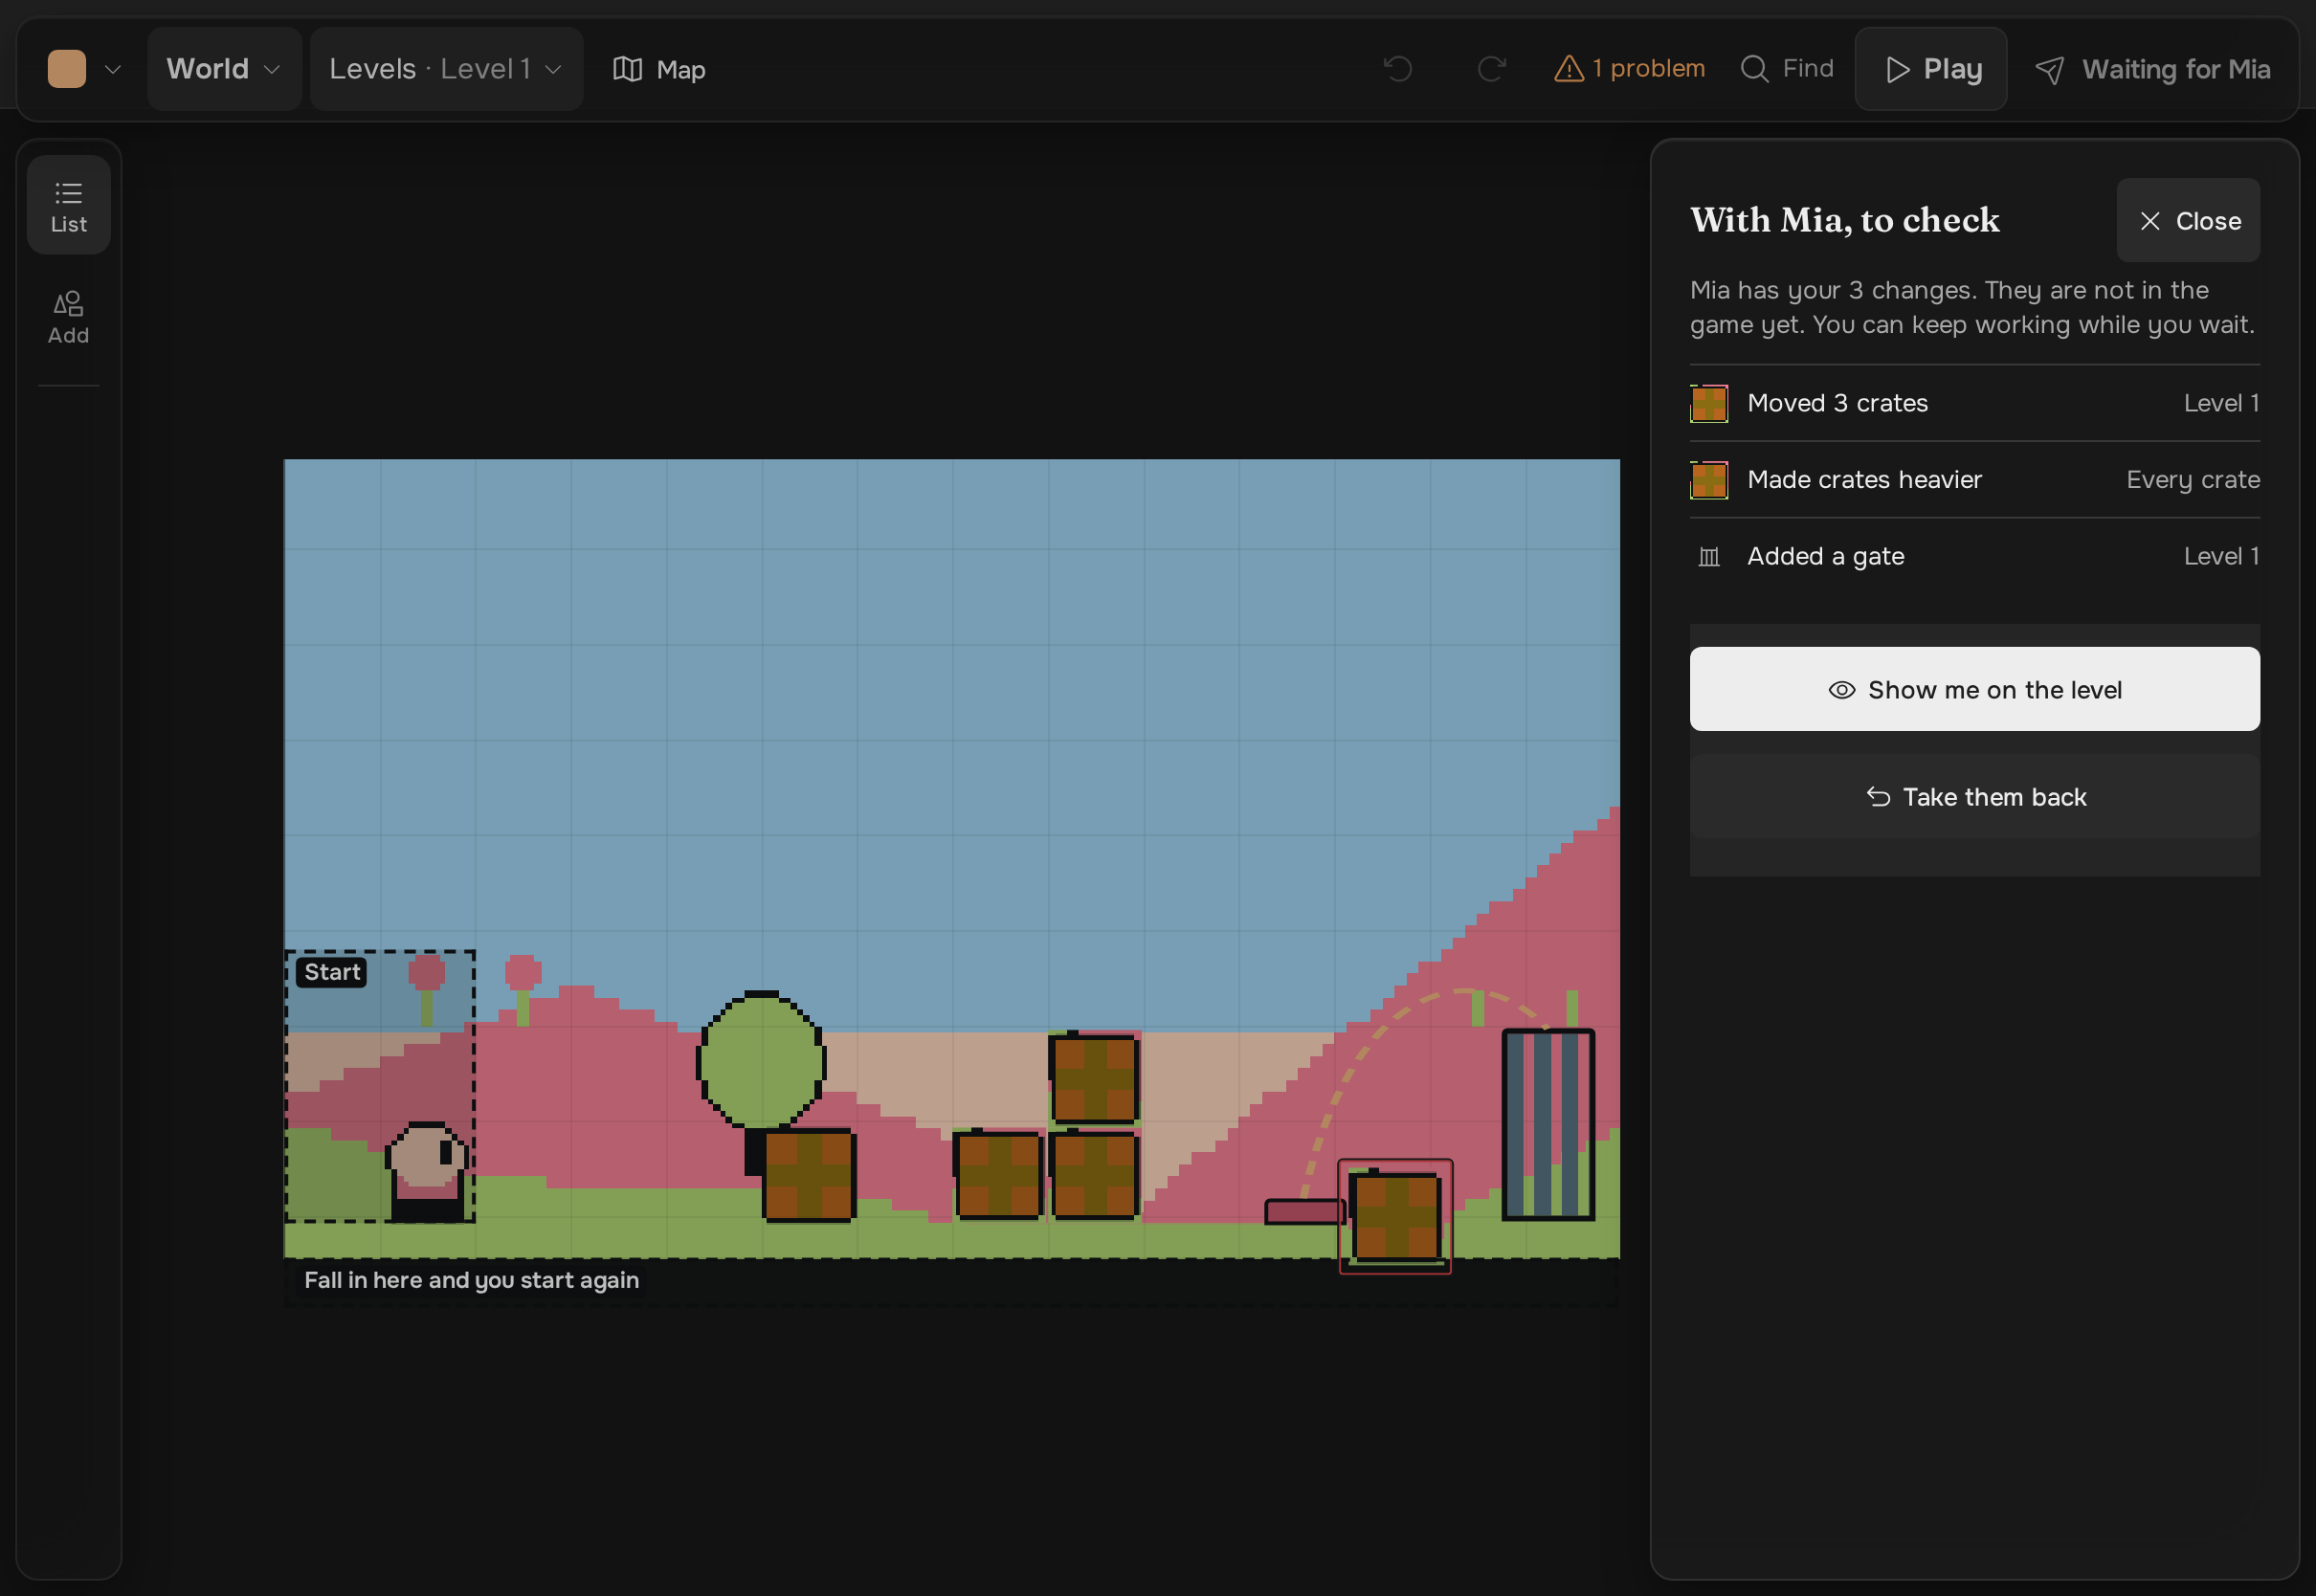 World
Levels · Level 1
Map
1 problem
Find
Play
Waiting for Mia
List
Add
Start
Fall in here and you start again
With Mia, to check
Close
Mia has your 3 changes. They are not in the
game yet. You can keep working while you wait.
Moved 3 crates
Level 1
Made crates heavier
Every crate
Added a gate
Level 1
Show me on the level
Take them back